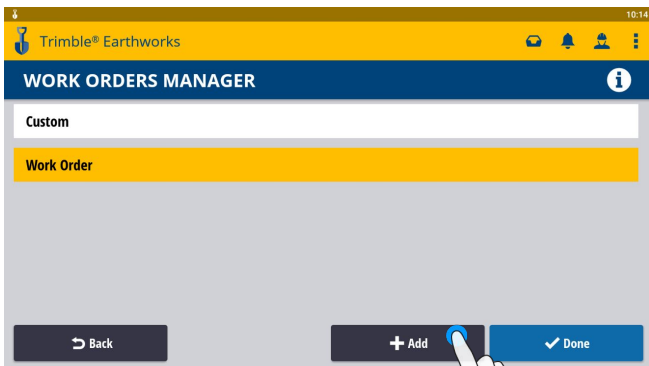 10:14
Trimble® Earthworks
WORK ORDERS MANAGER
Custom
Work Order
Back
Add
Done